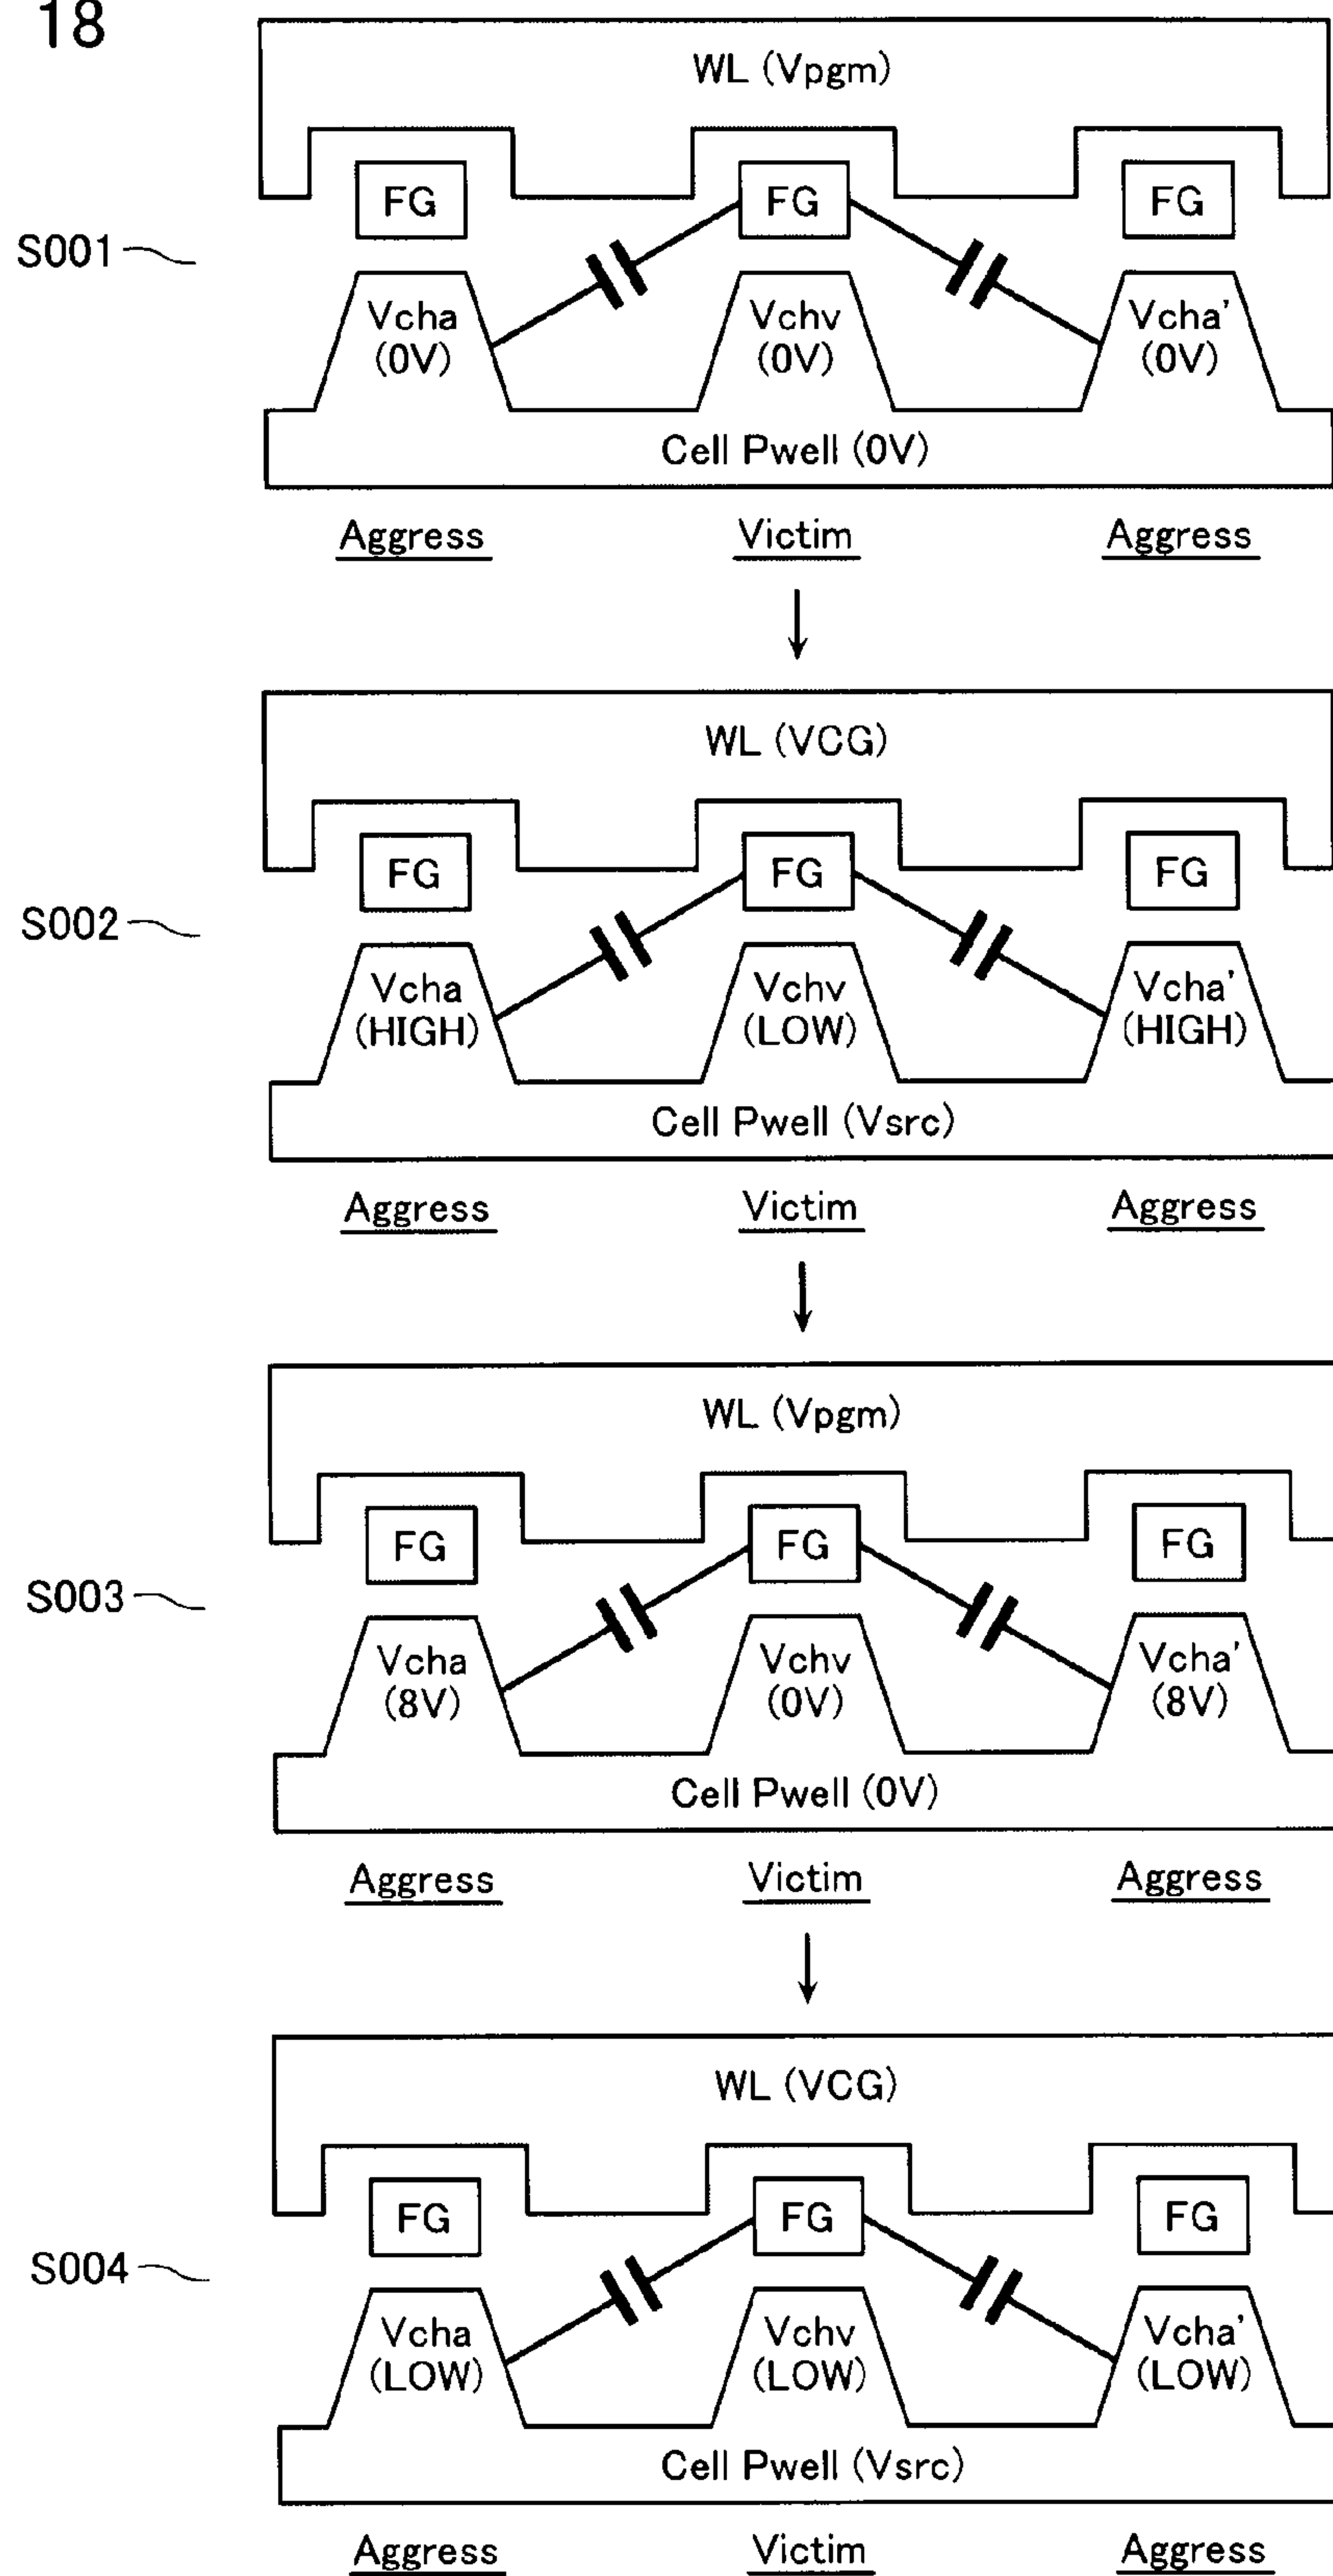 18
WL (Vpgm)
FG FG FG
S001
Vcha Vchv Vcha'
(0V) (0V) (0V)
Cell Pwell (0V)
Aggress Victim Aggress
WL (VCG)
FG FG FG
S002
Vcha Vchv Vcha'
(HIGH) (LOW) (HIGH)
Cell Pwell (Vsrc)
Aggress Victim Aggress
WL (Vpgm)
FG FG FG
S003
Vcha Vchv Vcha'
(8V) (0V) (8V)
Cell Pwell (0V)
Aggress Victim Aggress
WL (VCG)
FG FG FG
S004
Vcha Vchv Vcha'
(LOW) (LOW) (LOW)
Cell Pwell (Vsrc)
Aggress Victim Aggress